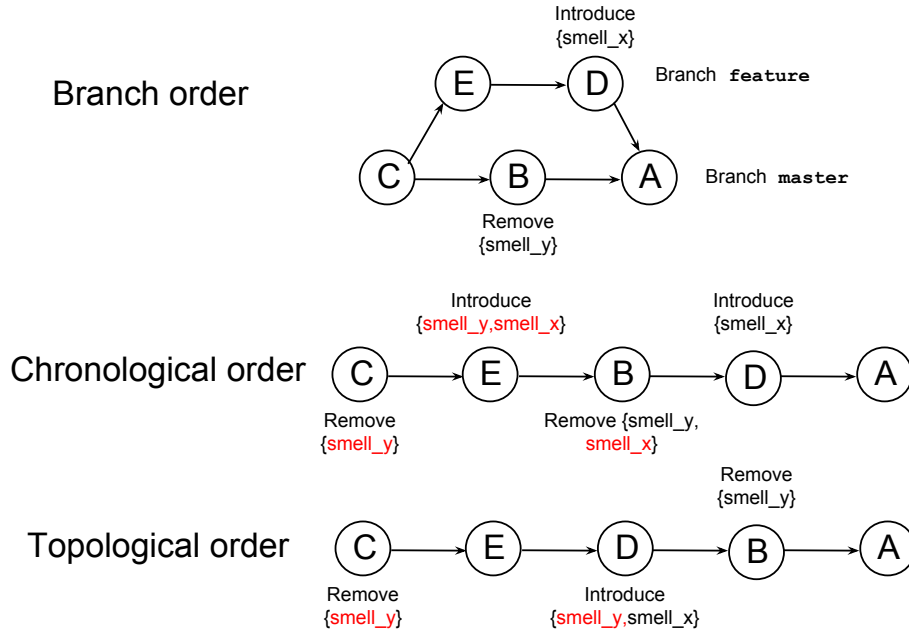 Branch order
Introduce
{smell_x}
E
D
Branch feature
C
B
A
Branch master
Remove
{smell_y}
Chronological order
Introduce
{smell_y,smell_x}
Introduce
{smell_x}
C
E
B
D
A
Remove
{smell_y}
Remove {smell_y,
smell_x}
Topological order
Remove
{smell_y}
C
E
D
B
A
Remove
{smell_y}
Introduce
{smell_y,smell_x}